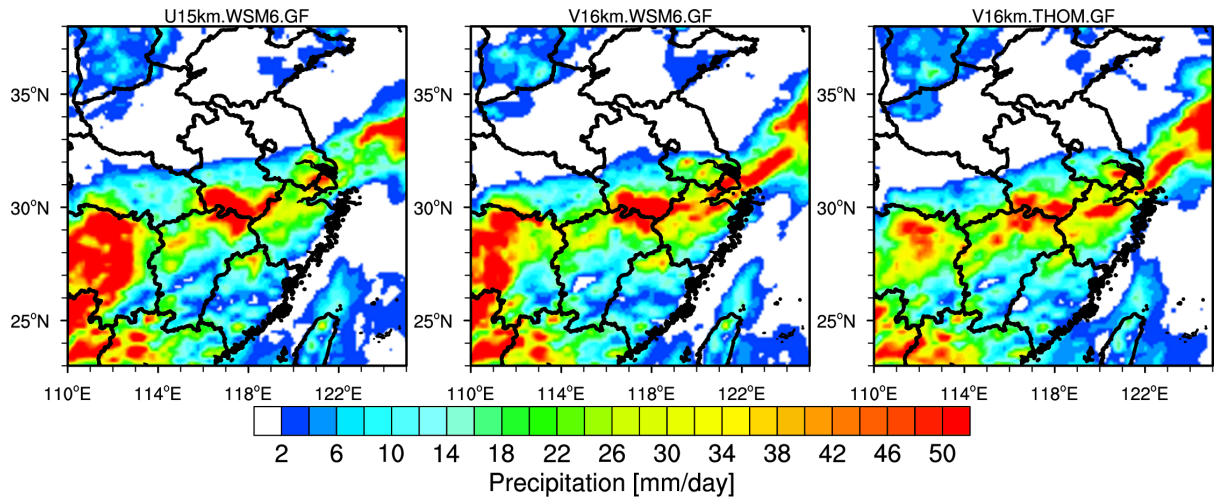 U15km.WSM6.GF V16km.WSM6.GF V16km.THOM.GF
35°N 35°N 35°N
30°N 30°N 30°N
25°N 25°N 25°N
110°E 114°E 118°E 122°E 110°E 114°E 118°E 122°E 110°E 114°E 118°E 122°E
2 6 10 14 18 22 26 30 34 38 42 46 50
Precipitation [mm/day]